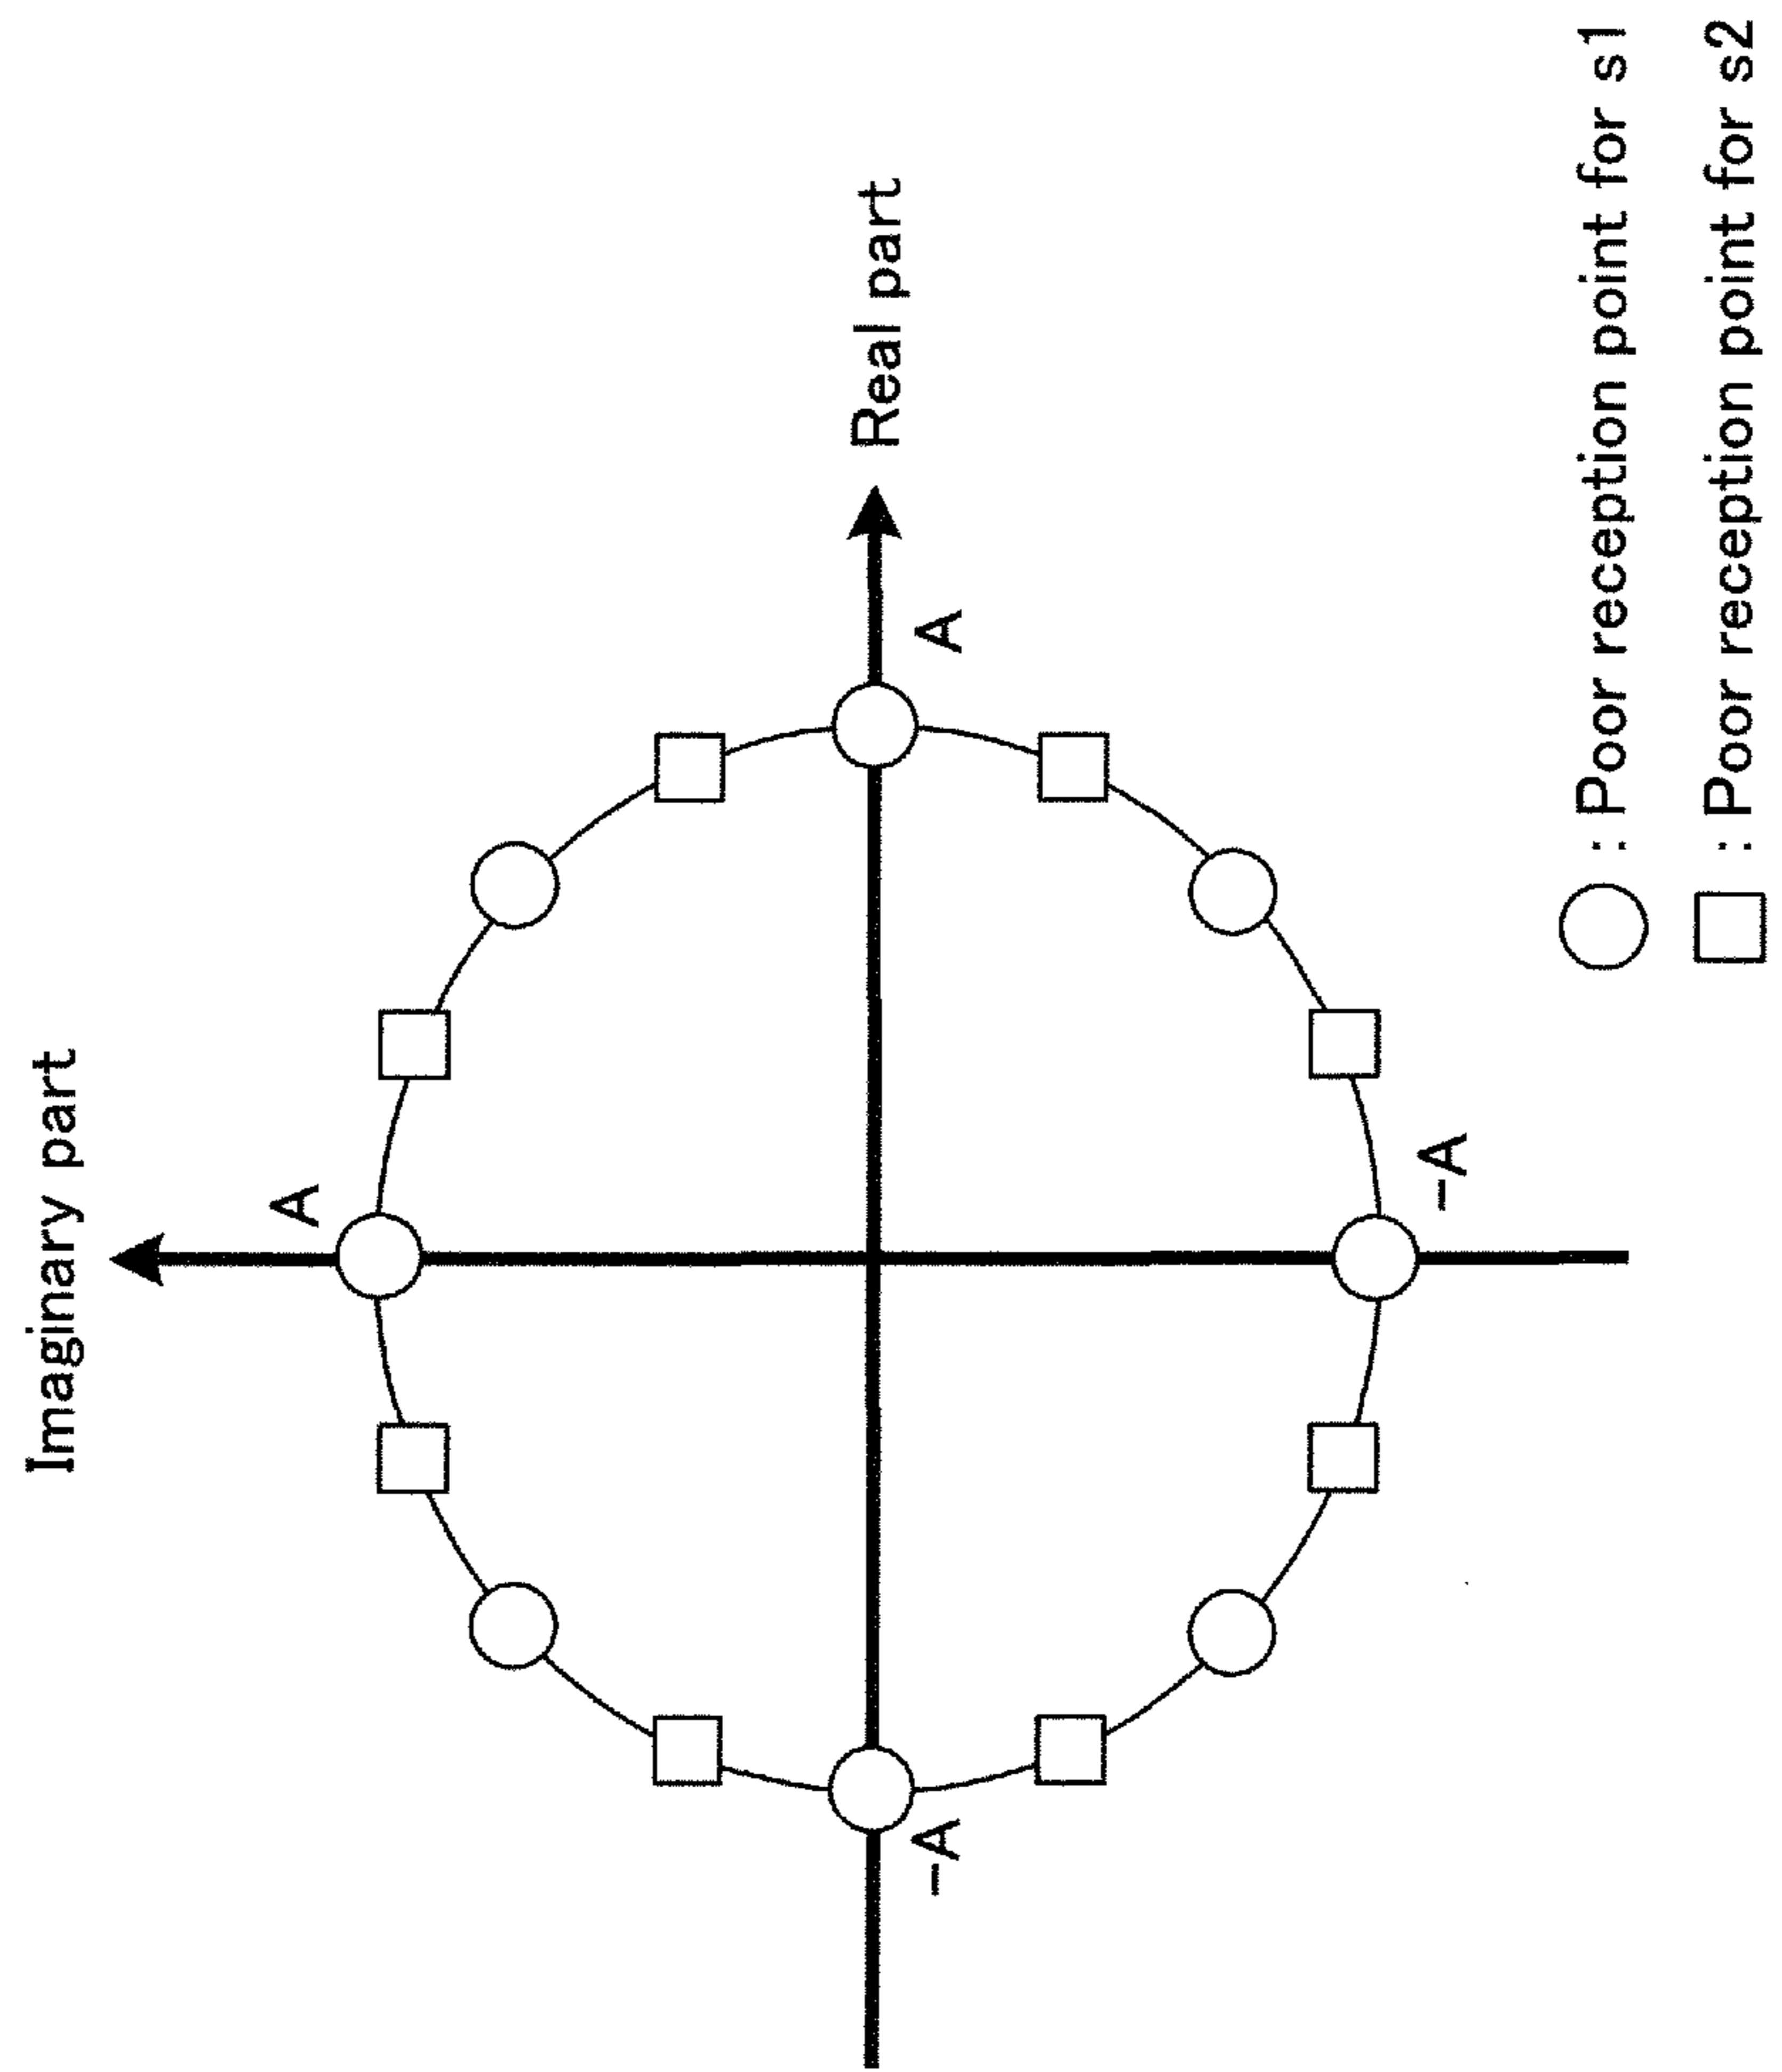 Imaginary part
A
Real part
A
-A
-A
: Poor reception point for s1
: Poor reception point for s2